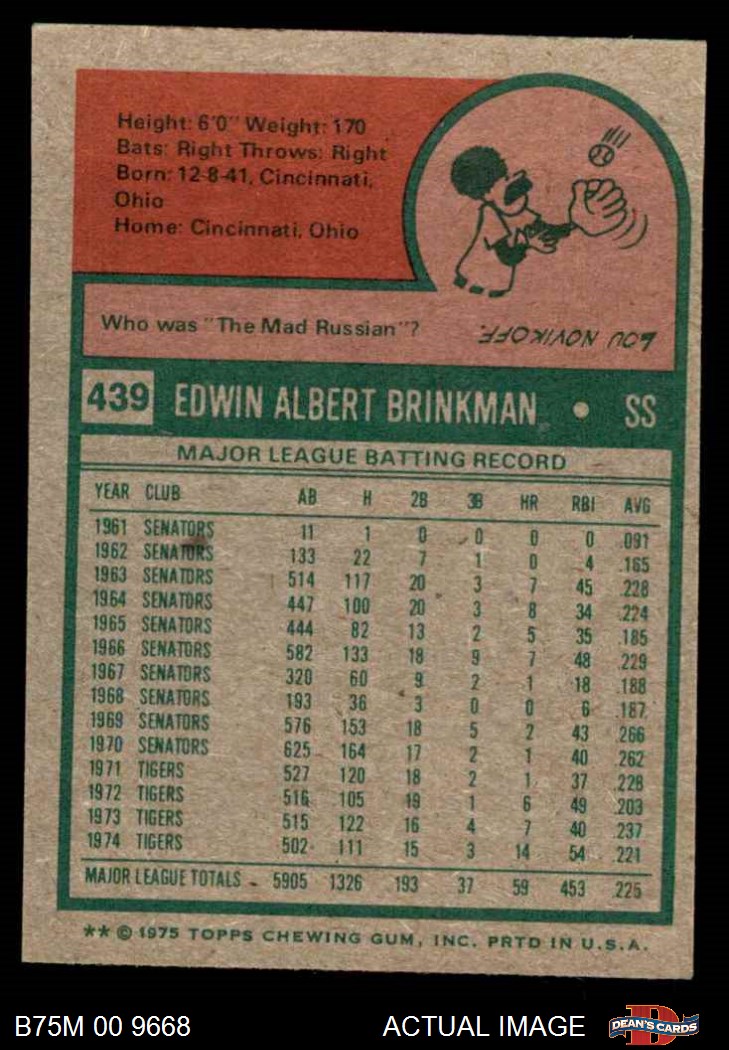 Height: 6'0" Weight: 170
Bats: Right Throws: Right
Born: 12-8-41, Cincinnati,
Ohio
Home: Cincinnati, Ohio
Who was "The Mad Russian"?
LOU NOVIKOFF.
439 EDWIN ALBERT BRINKMAN • SS
MAJOR LEAGUE BATTING RECORD
YEAR CLUB AB H 2B 3B HR RBI AVG
1961 SENATORS 11 1 0 0 0 0 .091
1962 SENATORS 133 22 7 1 0 4 .165
1963 SENATORS 514 117 20 3 7 45 .228
1964 SENATORS 447 100 20 3 8 34 .224
1965 SENATORS 444 82 13 2 5 35 .185
1966 SENATORS 582 133 18 9 7 48 .229
1967 SENATORS 320 60 9 2 1 18 .188
1968 SENATORS 193 36 3 0 0 6 .187
1969 SENATORS 576 153 18 5 2 43 .266
1970 SENATORS 625 164 17 2 1 40 .262
1971 TIGERS 527 120 18 2 1 37 .228
1972 TIGERS 516 105 19 1 6 49 .203
1973 TIGERS 515 122 16 4 7 40 .237
1974 TIGERS 502 111 15 3 14 54 .221
MAJOR LEAGUE TOTALS 5905 1326 193 37 59 453 .225
** © 1975 TOPPS CHEWING GUM, INC. PRTD IN U.S.A.
B75M 00 9668 ACTUAL IMAGE DEAN'S CARDS